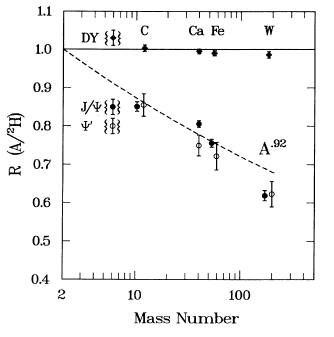 1.1
DY C Ca Fe W
1.0
0.9
J/Ψ
0.8
Ψ'
0.7
A.92
0.6
0.5
0.4
R (A/²H)
2 10 100
Mass Number